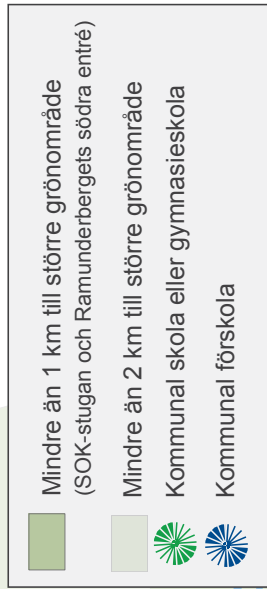 Mindre än 1 km till större grönområde
(SOK-stugan och Ramunderbergets södra entré)
Mindre än 2 km till större grönområde
Kommunal skola eller gymnasieskola
Kommunal förskola